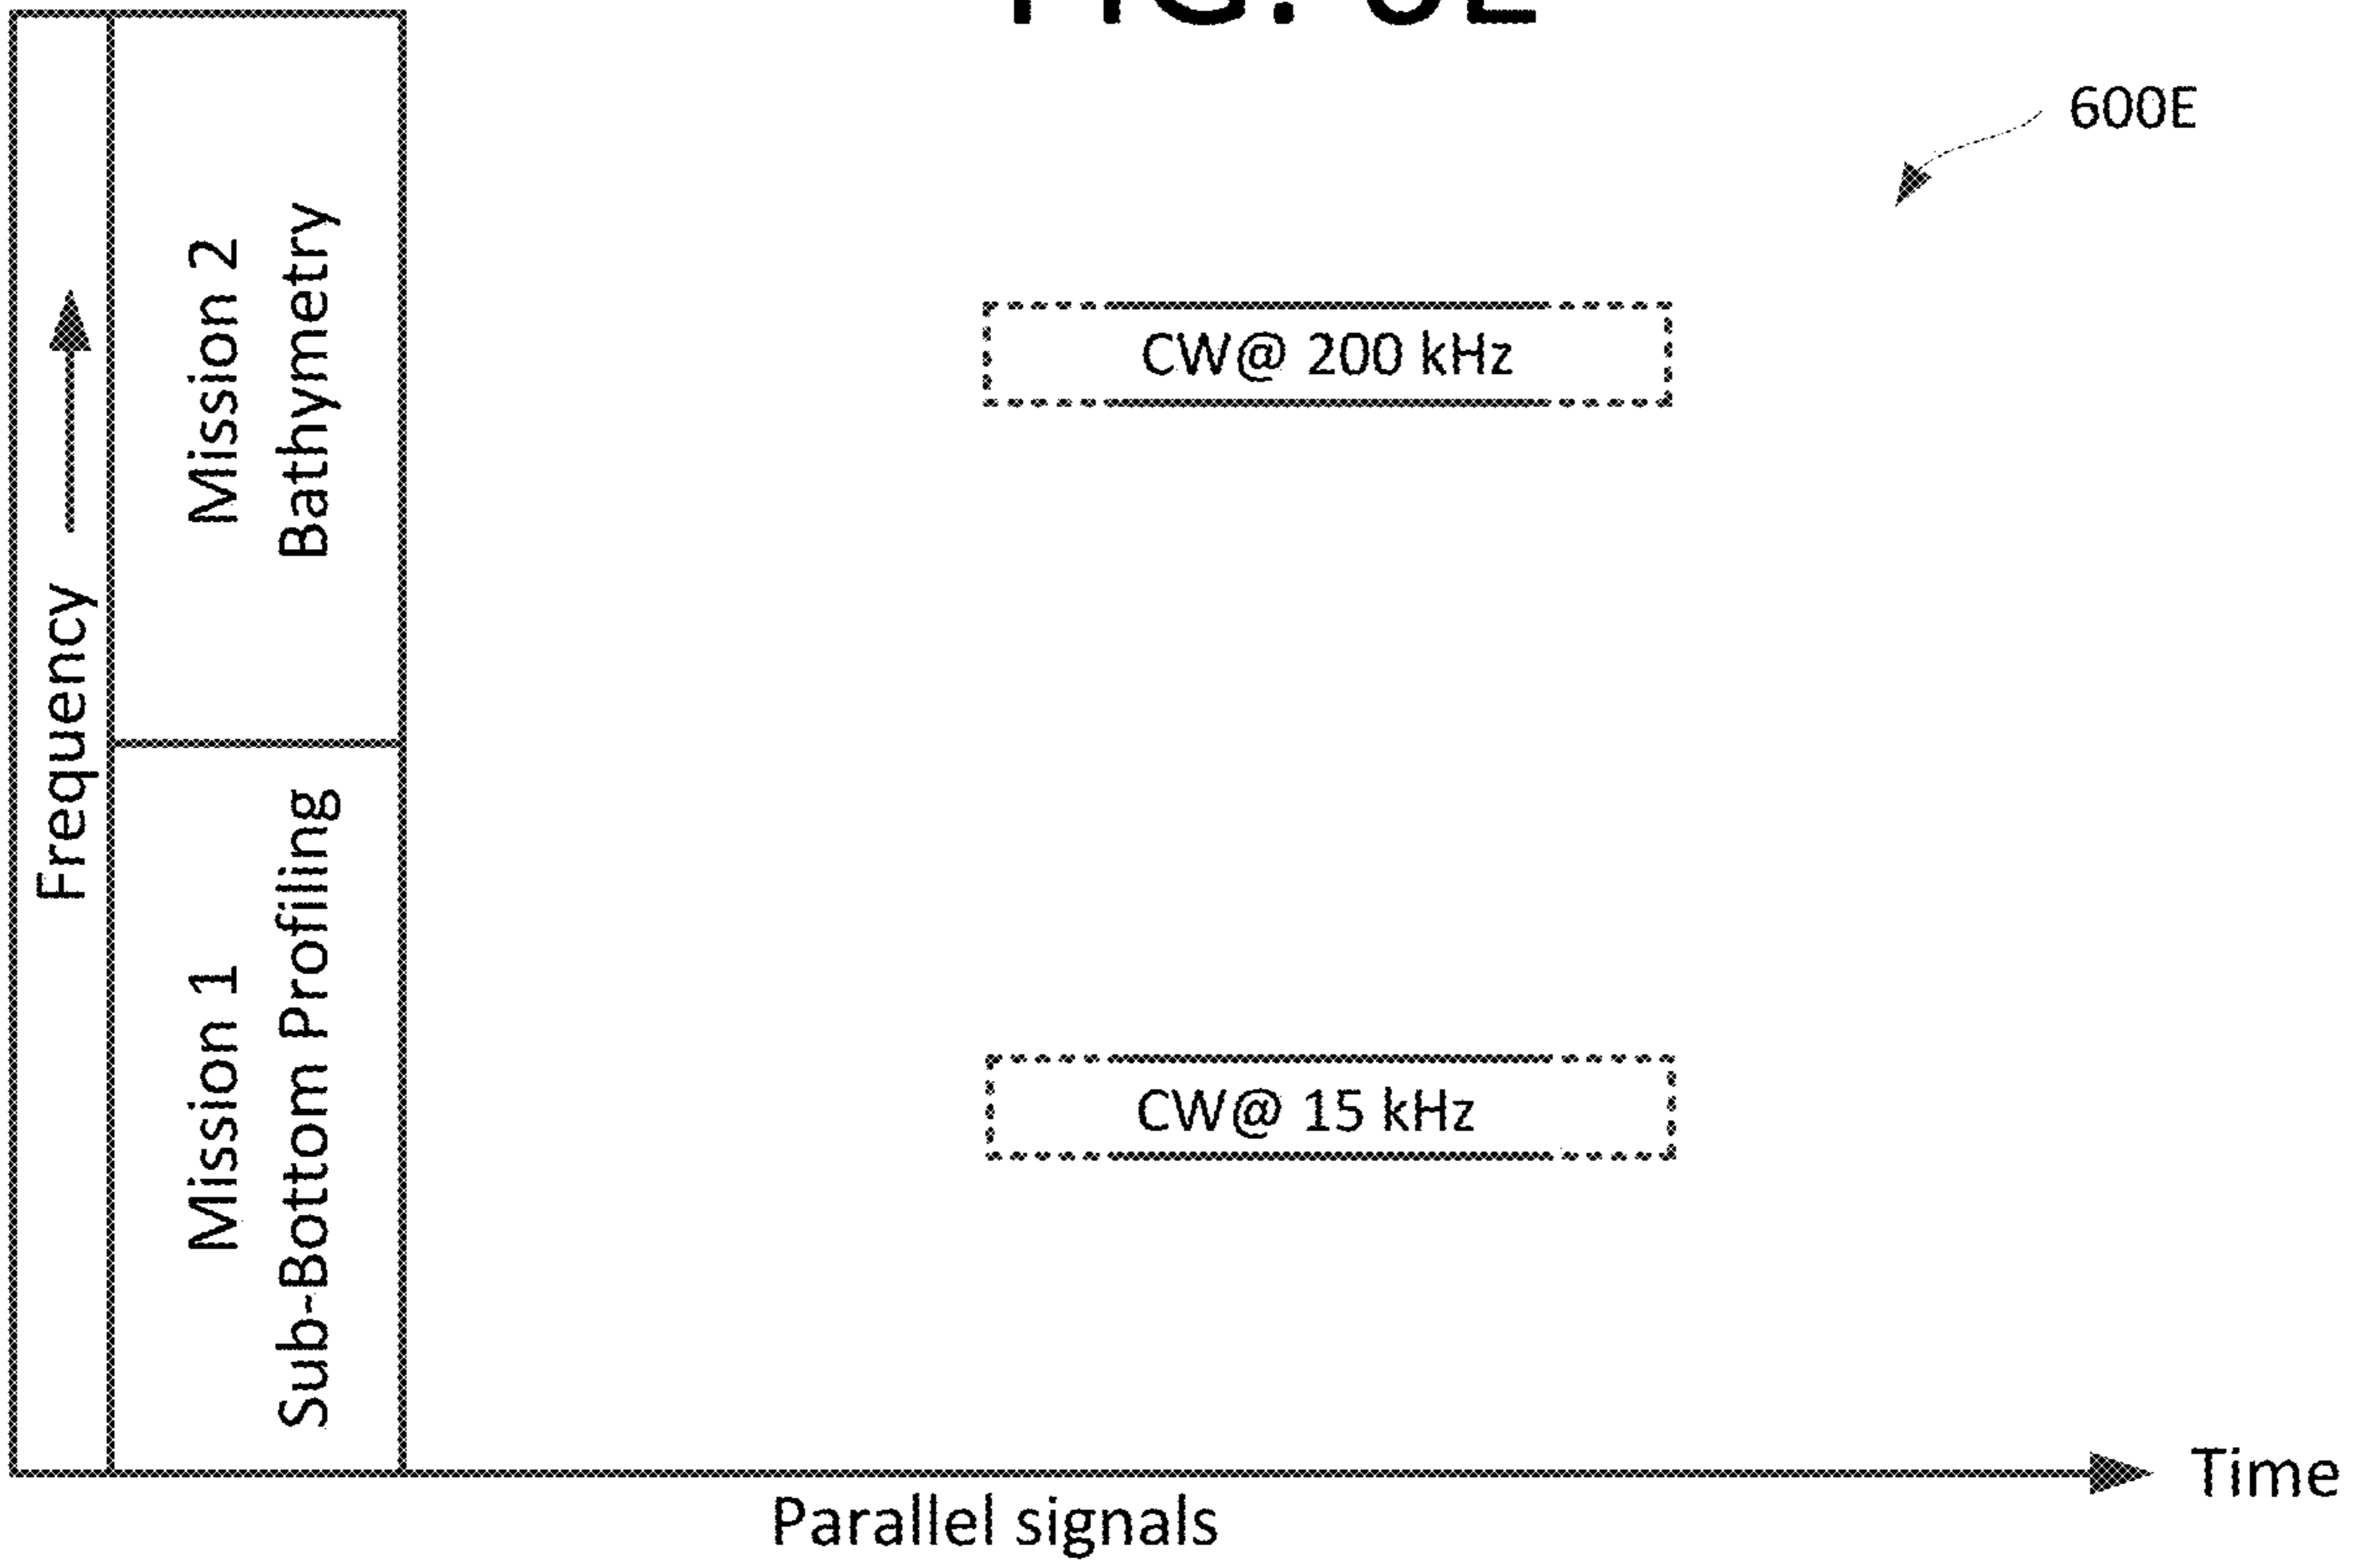 600E
Frequency
Mission 2
Bathymetry
CW@ 200 kHz
Mission 1
Sub-Bottom Profiling
CW@ 15 kHz
Time
Parallel signals